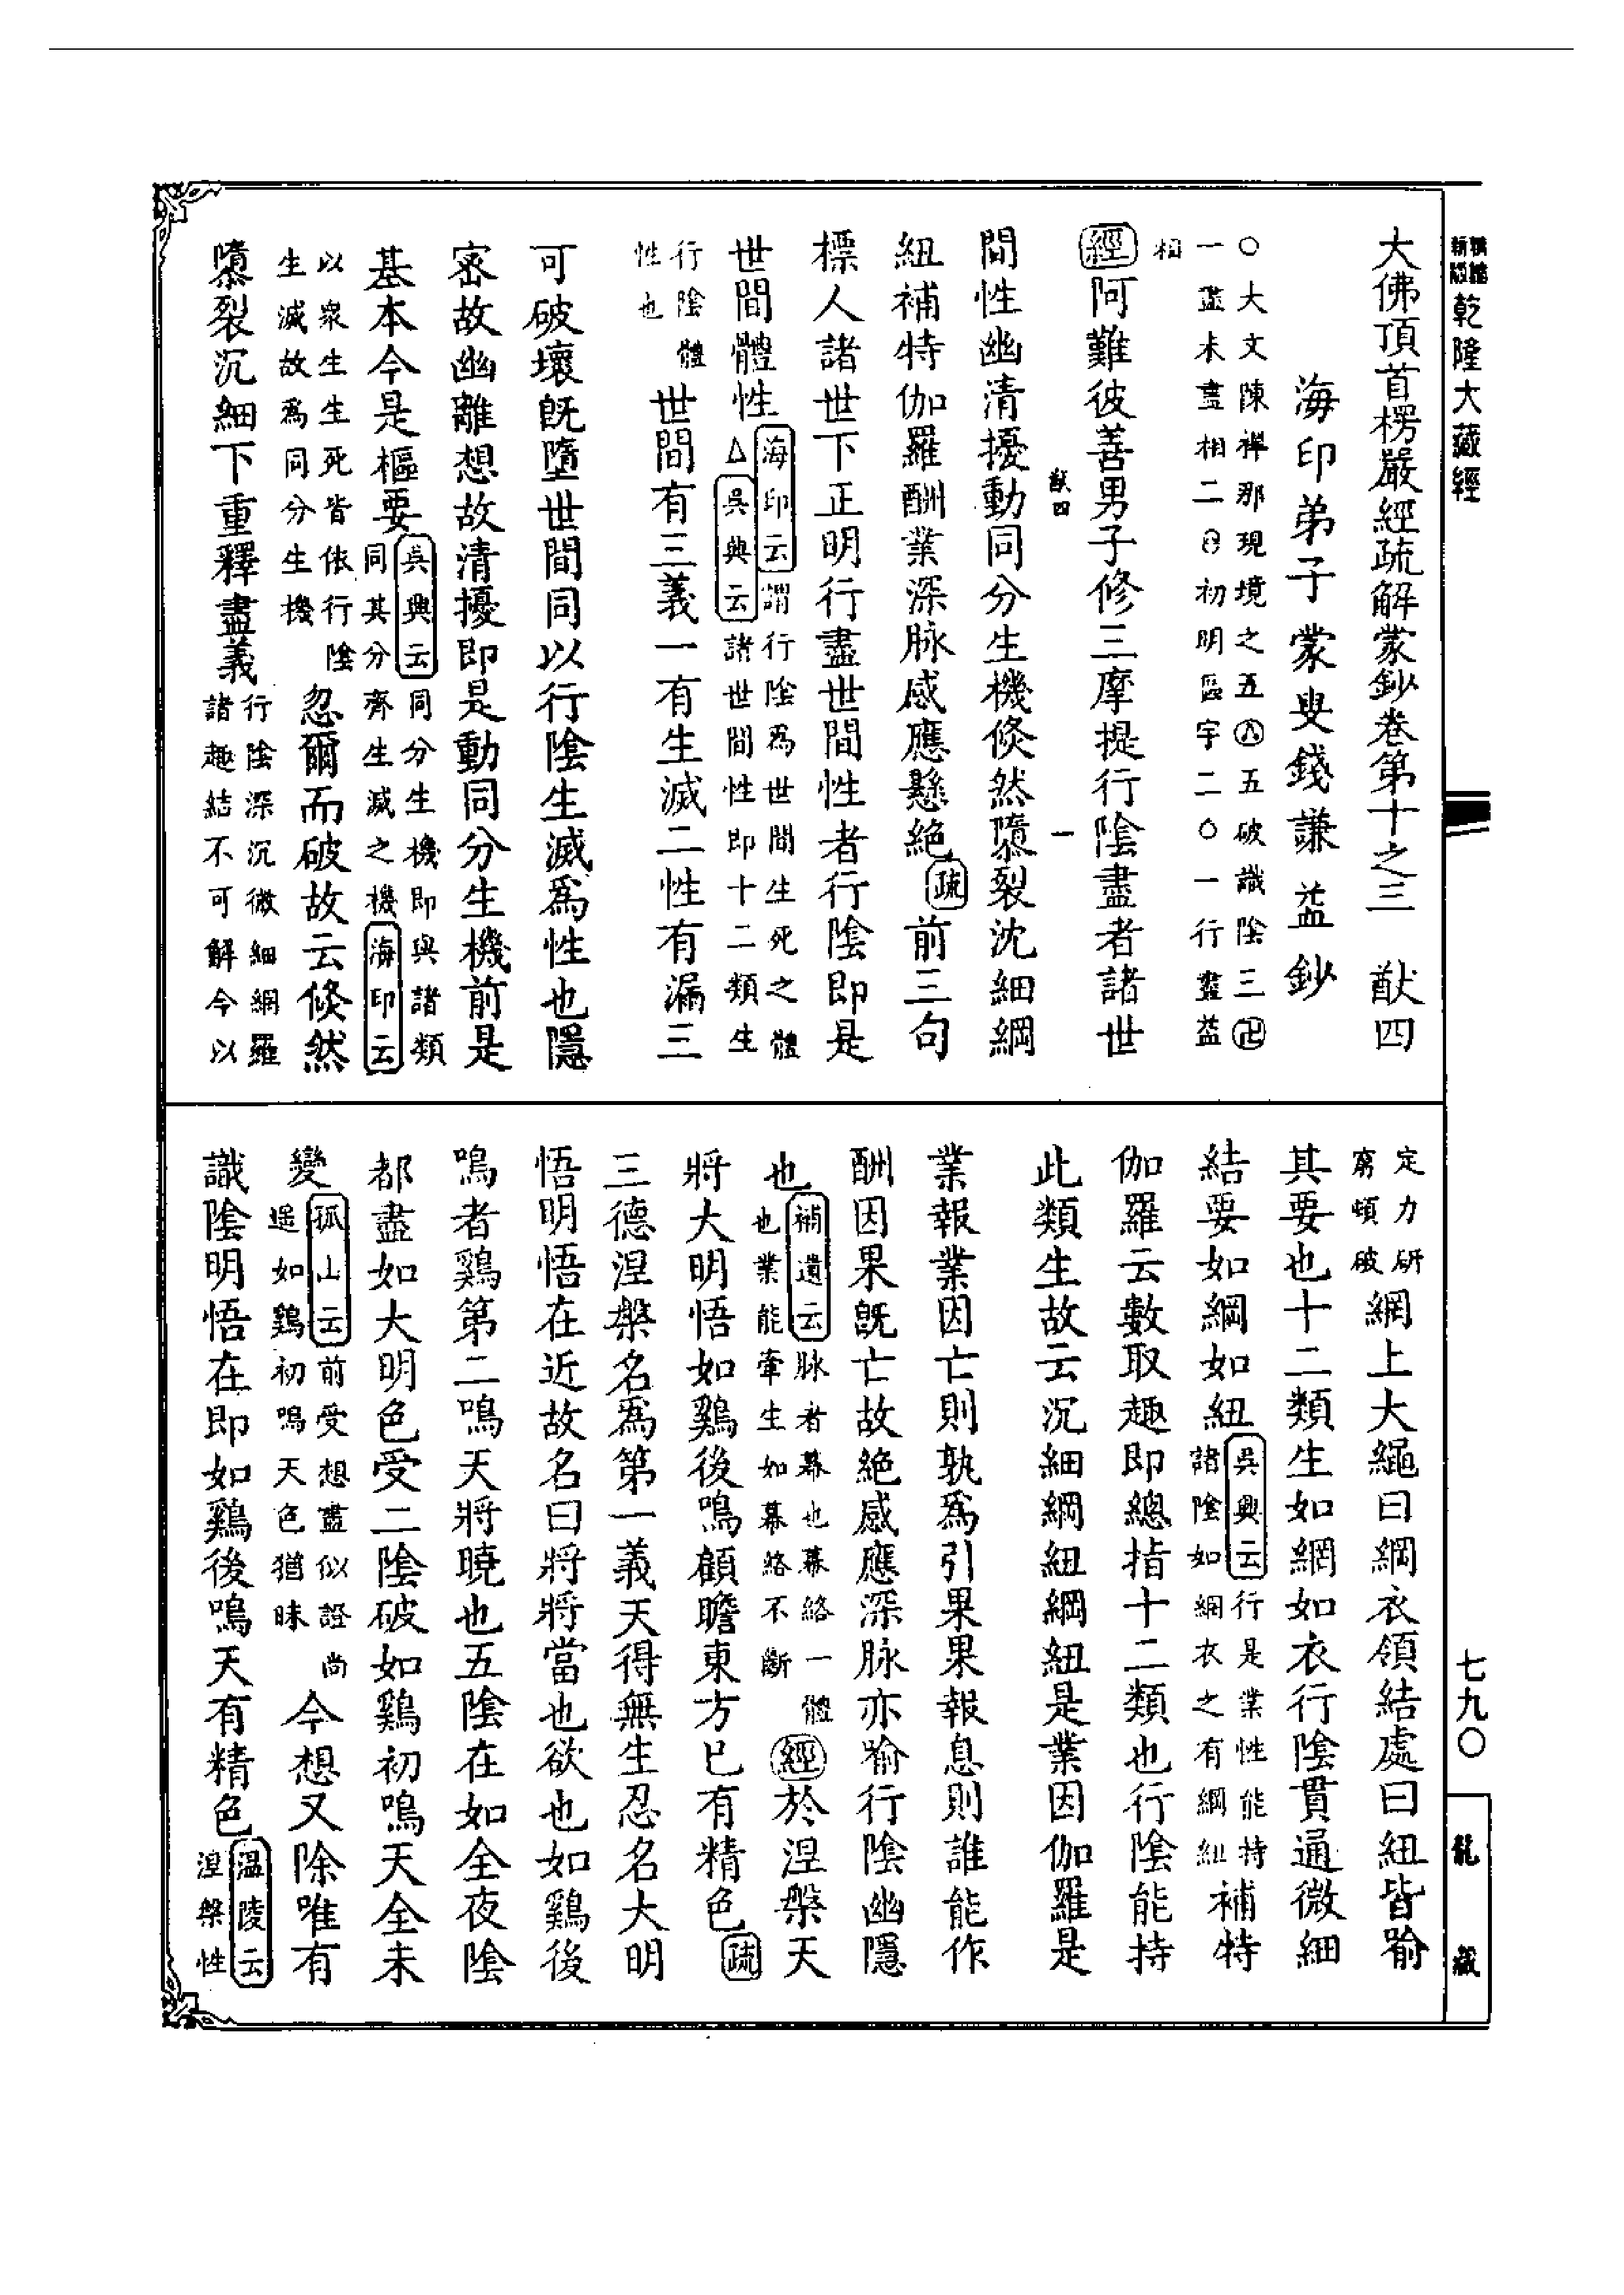 乾隆大藏經
七九〇
龍藏
大佛頂首楞嚴經疏解蒙鈔卷第十之三 猷四
海印弟子蒙叟錢謙益鈔
○大文陳禪那現境之五㊇五破識陰三卍
一盡未盡相二 初明區宇二○一行盡益
相
經阿難彼善男子修三摩提行陰盡者諸世
猷四 一
間性幽清擾動同分生機倏然隳裂沈細綱
紐補特伽羅酬業深脉感應懸絕疏前三句
標人諸世下正明行盡世間性者行陰即是
世間體性
海印云謂行陰為世間生死之體
△吳興云諸世間性即十二類生
行陰體
性也
世間有三義一有生滅二性有漏三
可破壞旣墮世間同以行陰生滅爲性也隱
密故幽離想故清擾即是動同分生機前是
基本今是樞要
吳興云同分生機即與諸類
同其分齊生滅之機海印云
以衆生生死皆依行陰
生滅故為同分生機
忽爾而破故云倏然
隳裂沉細下重釋盡義
行陰深沉微細綱羅
諸趣結不可解今以
定力研
窮頓破
網上大繩曰綱衣領結處曰紐皆喻
其要也十二類生如網如衣行陰貫通微細
結要如綱如紐
吳興云行是業性能持
諸陰如網衣之有綱紐
補特
伽羅云數取趣即總指十二類也行陰能持
此類生故云沉細綱紐綱紐是業因伽羅是
業報業因亡則孰爲引果果報息則誰能作
酬因果旣亡故絕感應深脉亦喻行陰幽隱
也
補遺云脉者幕也幕絡一體
也業能牽生如幕絡不斷
經於涅槃天
將大明悟如鷄後鳴顧瞻東方已有精色疏
三德涅槃名爲第一義天得無生忍名大明
悟明悟在近故名曰將將當也欲也如鷄後
鳴者鷄第二鳴天將曉也五陰在如全夜陰
都盡如大明色受二陰破如鷄初鳴天全未
變
孤山云前受想盡似證尚
遥如鷄初鳴天色猶昧
今想又除唯有
識陰明悟在即如鷄後鳴天有精色
溫陵云
涅槃性